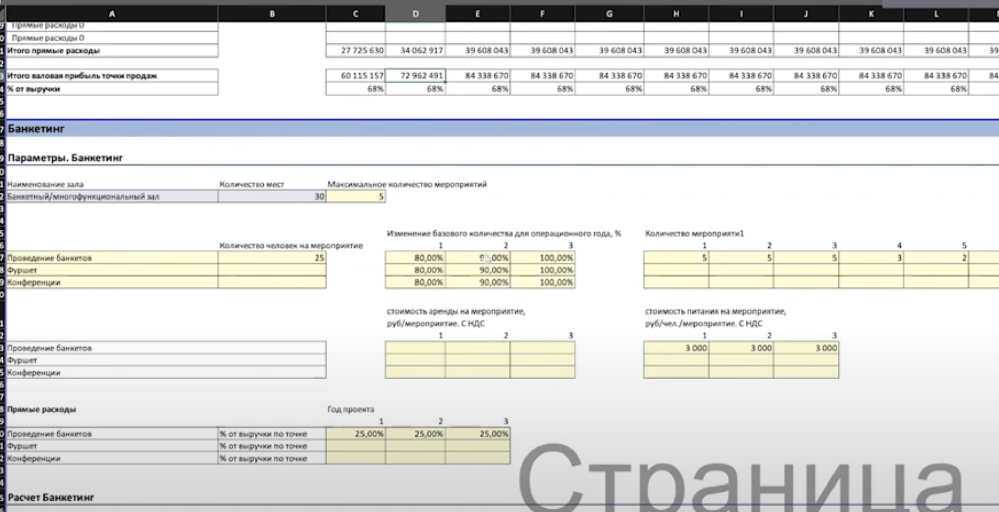 A B C D E F G H I J K L
Прямые расходы 0
Прямые расходы 0
Итого прямые расходы 27 725 630 34 062 917 39 608 043 39 608 043 39 608 043 39 608 043 39 608 043 39 608 043 39 608 043 39 608 043 39
Итого валовая прибыль точки продаж 60 115 157 72 962 491 84 338 670 84 338 670 84 338 670 84 338 670 84 338 670 84 338 670 84 338 670 84 338 670 84
% от выручки 68% 68% 68% 68% 68% 68% 68% 68% 68% 68%
Банкетинг
Параметры. Банкетинг
Наименование зала Количество мест Максимальное количество мероприятий
Банкетный/многофункциональный зал 30 5
Изменение базового количества для операционного года, % Количество мероприяти1
Количество человек на мероприятие 1 2 3 1 2 3 4 5
Проведение банкетов 25 80,00% 90,00% 100,00% 5 5 5 3 2
Фуршет 80,00% 90,00% 100,00%
Конференции 80,00% 90,00% 100,00%
стоимость аренды на мероприятие, стоимость питания на мероприятие,
руб/мероприятие. С НДС руб/чел./мероприятие. С НДС
1 2 3 1 2 3
Проведение банкетов 3 000 3 000 3 000
Фуршет
Конференции
Прямые расходы Год проекта
1 2 3
Проведение банкетов % от выручки по точке 25,00% 25,00% 25,00%
Фуршет % от выручки по точке
Конференции % от выручки по точке
Страница
Расчет Банкетинг